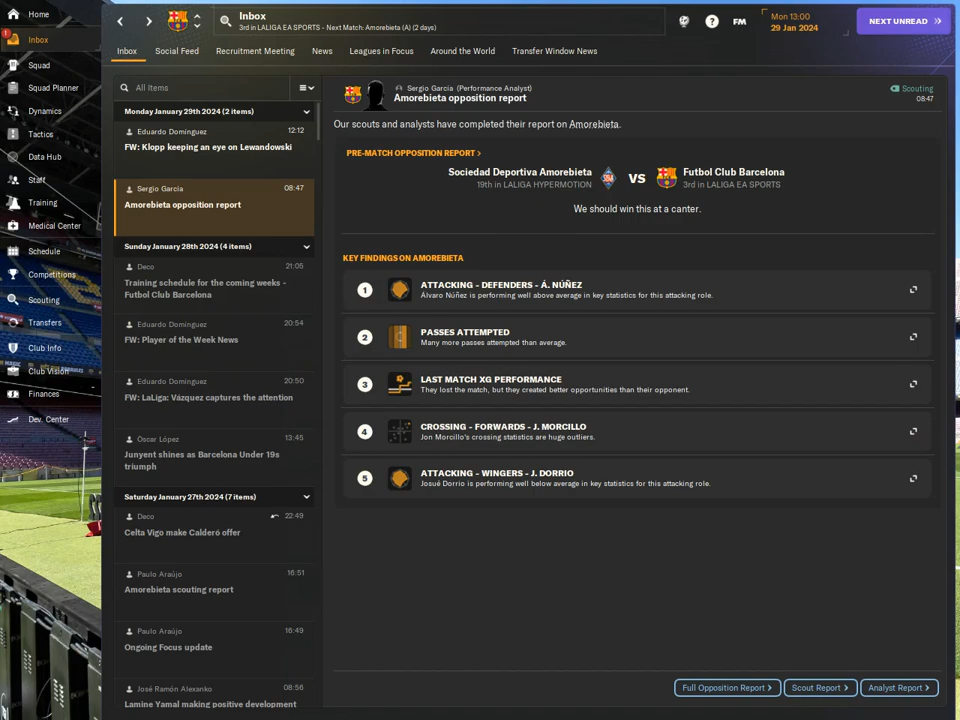 Home
Inbox
Squad
Squad Planner
Dynamics
Tactics
Data Hub
Staff
Training
Medical Center
Schedule
Competitions
Scouting
Transfers
Club Info
Club Vision
Finances
Dev. Center
Inbox
3rd in LALIGA EA SPORTS - Next Match: Amorebieta (A) (2 days)
?
FM
Mon 13:00
29 Jan 2024
NEXT UNREAD
Inbox
Social Feed
Recruitment Meeting
News
Leagues in Focus
Around the World
Transfer Window News
All Items
Monday January 29th 2024 (2 items)
Eduardo Domínguez 12:12
FW: Klopp keeping an eye on Lewandowski
Sergio García 08:47
Amorebieta opposition report
Sunday January 28th 2024 (4 items)
Deco 21:05
Training schedule for the coming weeks -
Futbol Club Barcelona
Eduardo Domínguez 20:54
FW: Player of the Week News
Eduardo Domínguez 20:50
FW: LaLiga: Vázquez captures the attention
Óscar López 13:45
Junyent shines as Barcelona Under 19s
triumph
Saturday January 27th 2024 (7 items)
Deco 22:49
Celta Vigo make Calderó offer
Paulo Araújo 16:51
Amorebieta scouting report
Paulo Araújo 16:49
Ongoing Focus update
José Ramón Alexanko 08:56
Lamine Yamal making positive development
Sergio García (Performance Analyst)
Amorebieta opposition report
Scouting
08:47
Our scouts and analysts have completed their report on Amorebieta.
PRE-MATCH OPPOSITION REPORT
Sociedad Deportiva Amorebieta
19th in LALIGA HYPERMOTION
VS
Futbol Club Barcelona
3rd in LALIGA EA SPORTS
We should win this at a canter.
KEY FINDINGS ON AMOREBIETA
1
ATTACKING - DEFENDERS - Á. NÚÑEZ
Álvaro Núñez is performing well above average in key statistics for this attacking role.
2
PASSES ATTEMPTED
Many more passes attempted than average.
3
LAST MATCH XG PERFORMANCE
They lost the match, but they created better opportunities than their opponent.
4
CROSSING - FORWARDS - J. MORCILLO
Jon Morcillo's crossing statistics are huge outliers.
5
ATTACKING - WINGERS - J. DORRIO
Josué Dorrio is performing well below average in key statistics for this attacking role.
Full Opposition Report
Scout Report
Analyst Report